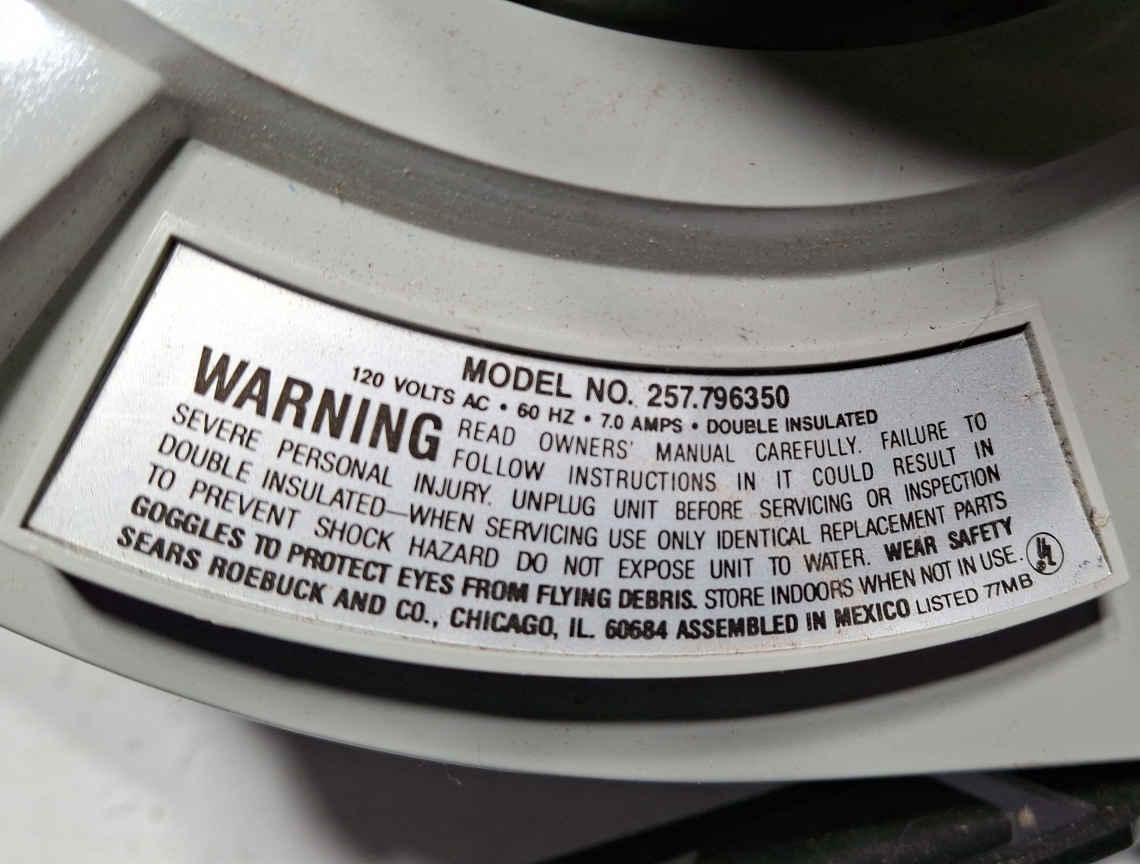 MODEL NO. 257.796350
120 VOLTS AC • 60 HZ • 7.0 AMPS • DOUBLE INSULATED
WARNING READ OWNERS' MANUAL CAREFULLY. FAILURE TO
FOLLOW INSTRUCTIONS IN IT COULD RESULT IN
SEVERE PERSONAL INJURY. UNPLUG UNIT BEFORE SERVICING OR INSPECTION
DOUBLE INSULATED—WHEN SERVICING USE ONLY IDENTICAL REPLACEMENT PARTS
TO PREVENT SHOCK HAZARD DO NOT EXPOSE UNIT TO WATER. WEAR SAFETY
GOGGLES TO PROTECT EYES FROM FLYING DEBRIS. STORE INDOORS WHEN NOT IN USE.
SEARS ROEBUCK AND CO., CHICAGO, IL. 60684 ASSEMBLED IN MEXICO LISTED 77MB
UL